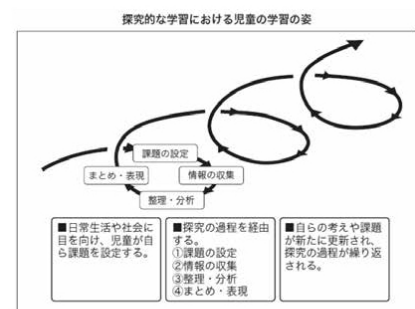 探究的な学習における児童の学習の姿
課題の設定
まとめ・表現
情報の収集
整理・分析
■日常生活や社会に
目を向け、児童が自
ら課題を設定する。
■探究の過程を経由
する。
①課題の設定
②情報の収集
③整理・分析
④まとめ・表現
■自らの考えや課題
が新たに更新され、
探究の過程が繰り返
される。